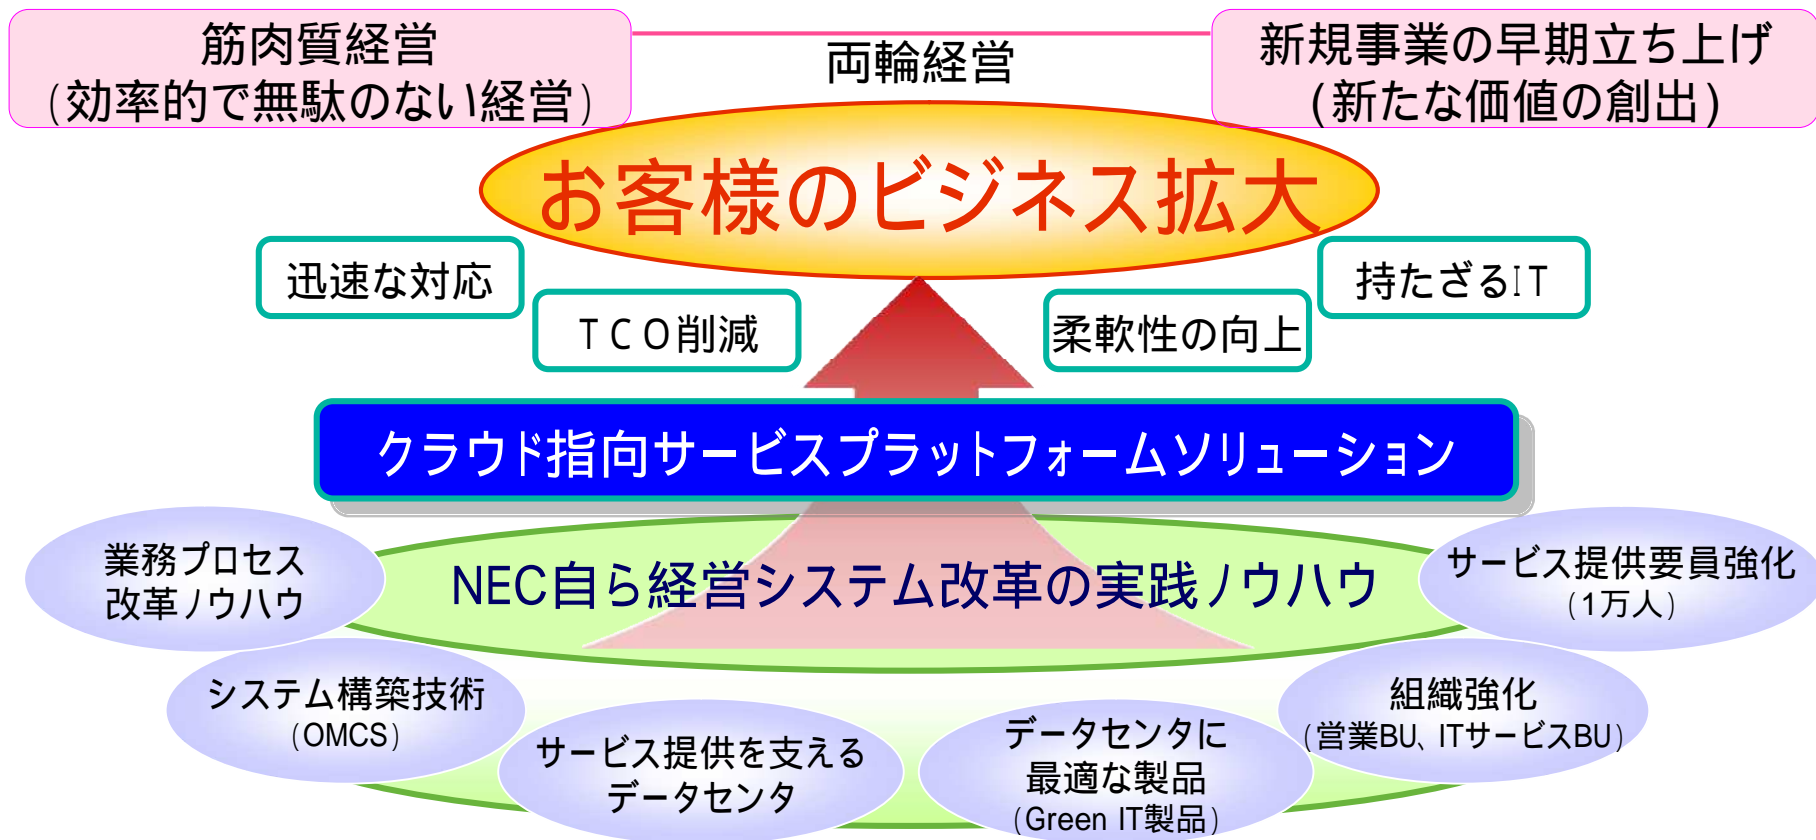 筋肉質経営
(効率的で無駄のない経営)
両輪経営
新規事業の早期立ち上げ
(新たな価値の創出)
お客様のビジネス拡大
迅速な対応
TCO削減
柔軟性の向上
持たざるIT
クラウド指向サービスプラットフォームソリューション
業務プロセス
改革ノウハウ
NEC自ら経営システム改革の実践ノウハウ
サービス提供要員強化
(1万人)
システム構築技術
(OMCS)
サービス提供を支える
データセンタ
データセンタに
最適な製品
(Green IT製品)
組織強化
(営業BU、ITサービスBU)